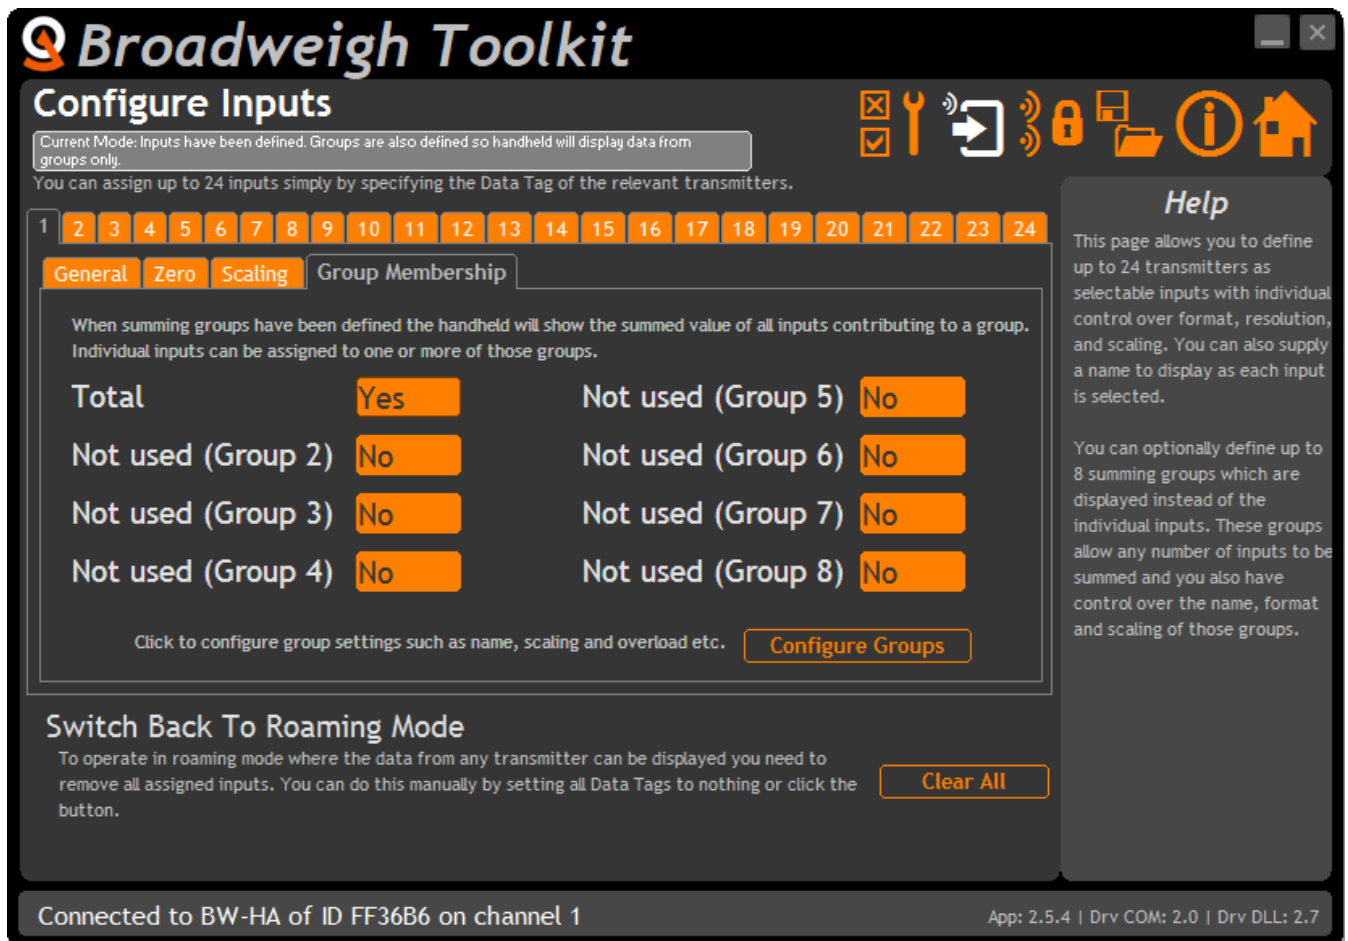 Broadweigh Toolkit
Configure Inputs
Current Mode: Inputs have been defined. Groups are also defined so handheld will display data from
groups only.
You can assign up to 24 inputs simply by specifying the Data Tag of the relevant transmitters.
1 2 3 4 5 6 7 8 9 10 11 12 13 14 15 16 17 18 19 20 21 22 23 24
General Zero Scaling Group Membership
When summing groups have been defined the handheld will show the summed value of all inputs contributing to a group.
Individual inputs can be assigned to one or more of those groups.
Total Yes Not used (Group 5) No
Not used (Group 2) No Not used (Group 6) No
Not used (Group 3) No Not used (Group 7) No
Not used (Group 4) No Not used (Group 8) No
Click to configure group settings such as name, scaling and overload etc. Configure Groups
Switch Back To Roaming Mode
To operate in roaming mode where the data from any transmitter can be displayed you need to
remove all assigned inputs. You can do this manually by setting all Data Tags to nothing or click the
button.
Clear All
Help
This page allows you to define
up to 24 transmitters as
selectable inputs with individual
control over format, resolution,
and scaling. You can also supply
a name to display as each input
is selected.
You can optionally define up to
8 summing groups which are
displayed instead of the
individual inputs. These groups
allow any number of inputs to be
summed and you also have
control over the name, format
and scaling of those groups.
Connected to BW-HA of ID FF36B6 on channel 1
App: 2.5.4 | Drv COM: 2.0 | Drv DLL: 2.7